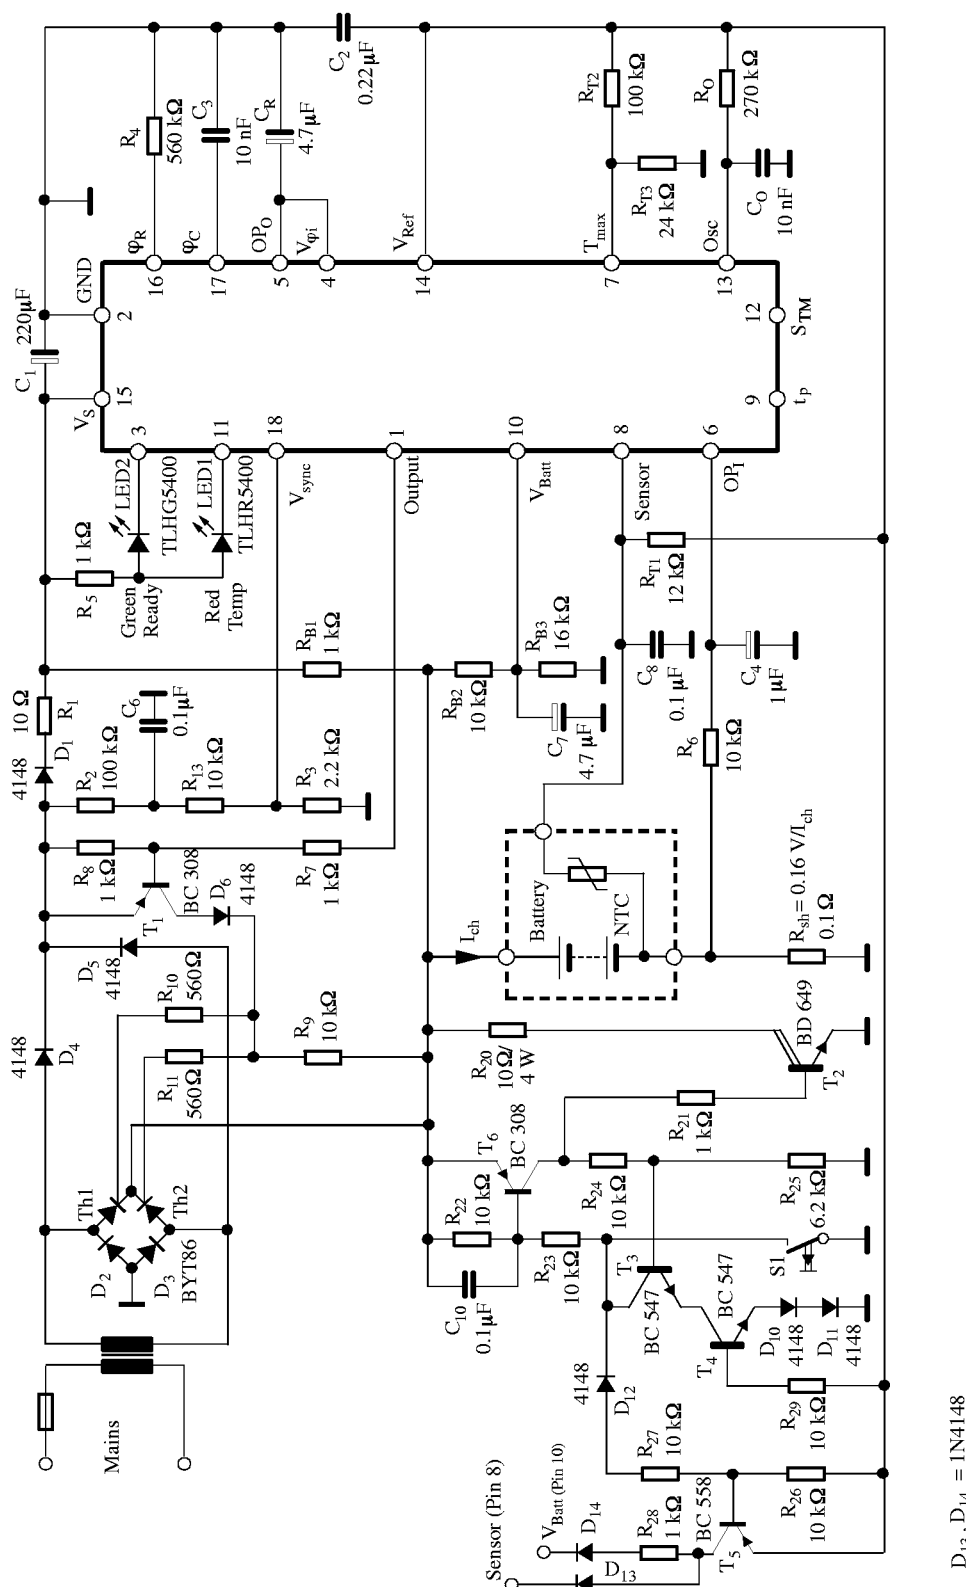 Mains
D2
D3
BYT86
Th1
Th2
4148
D4
D5
4148
R10
560Ω
R11
560Ω
R9
10 kΩ
T1
BC 308
D6
4148
R8
1 kΩ
R7
1 kΩ
4148
D1
R2
100 kΩ
R13
10 kΩ
R3
2.2 kΩ
C6
0.1μF
10 Ω
R1
RB1
1 kΩ
R5
1 kΩ
Green
Ready
Red
Temp
LED2
TLHG5400
LED1
TLHR5400
C1
220μF
VS
15
2
GND
3
11
18
Vsync
1
Output
10
VBatt
8
Sensor
6
OPI
9
tp
12
STM
16
φR
17
φC
5
OPO
4
Vφi
14
VRef
7
Tmax
13
Osc
R4
560 kΩ
C3
10 nF
CR
4.7μF
C2
0.22μF
RT2
100 kΩ
RT3
24 kΩ
RO
270 kΩ
CO
10 nF
RT1
12 kΩ
RB2
10 kΩ
RB3
16 kΩ
C7
4.7 μF
C8
0.1 μF
C4
1μF
R6
10 kΩ
Ich
Battery
NTC
Rsh= 0.16 V/Ich
0.1 Ω
R20
10Ω/
4 W
BD 649
T2
R21
1 kΩ
T6
BC 308
R22
10 kΩ
C10
0.1μF
R23
10 kΩ
R24
10 kΩ
R25
6.2 kΩ
S1
T3
BC 547
T4
BC 547
D10
4148
D11
4148
4148
D12
R29
10 kΩ
R27
10 kΩ
R26
10 kΩ
R28
1 kΩ
BC 558
T5
Sensor (Pin 8)
VBatt (Pin 10)
D14
D13
D13, D14 = 1N4148